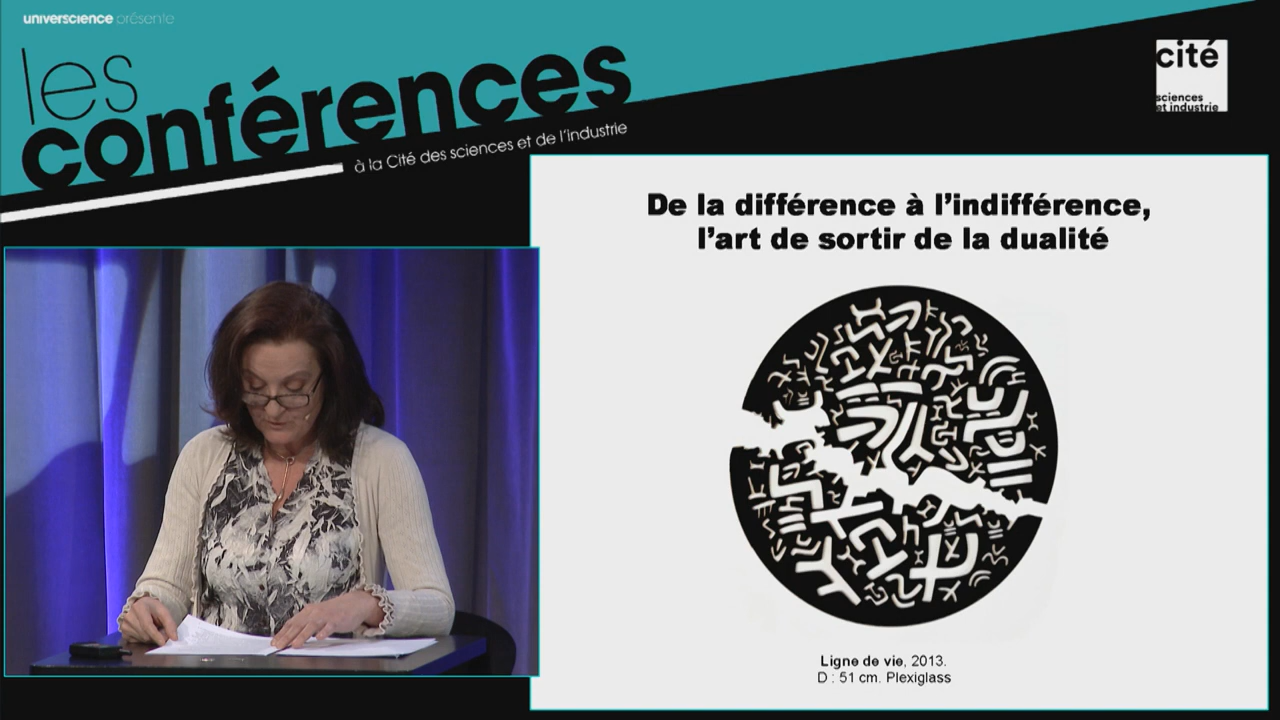 universcience présente
les
conférences
à la Cité des sciences et de l'industrie
cité
sciences
et industrie
De la différence à l'indifférence,
l'art de sortir de la dualité
Ligne de vie, 2013.
D : 51 cm. Plexiglass